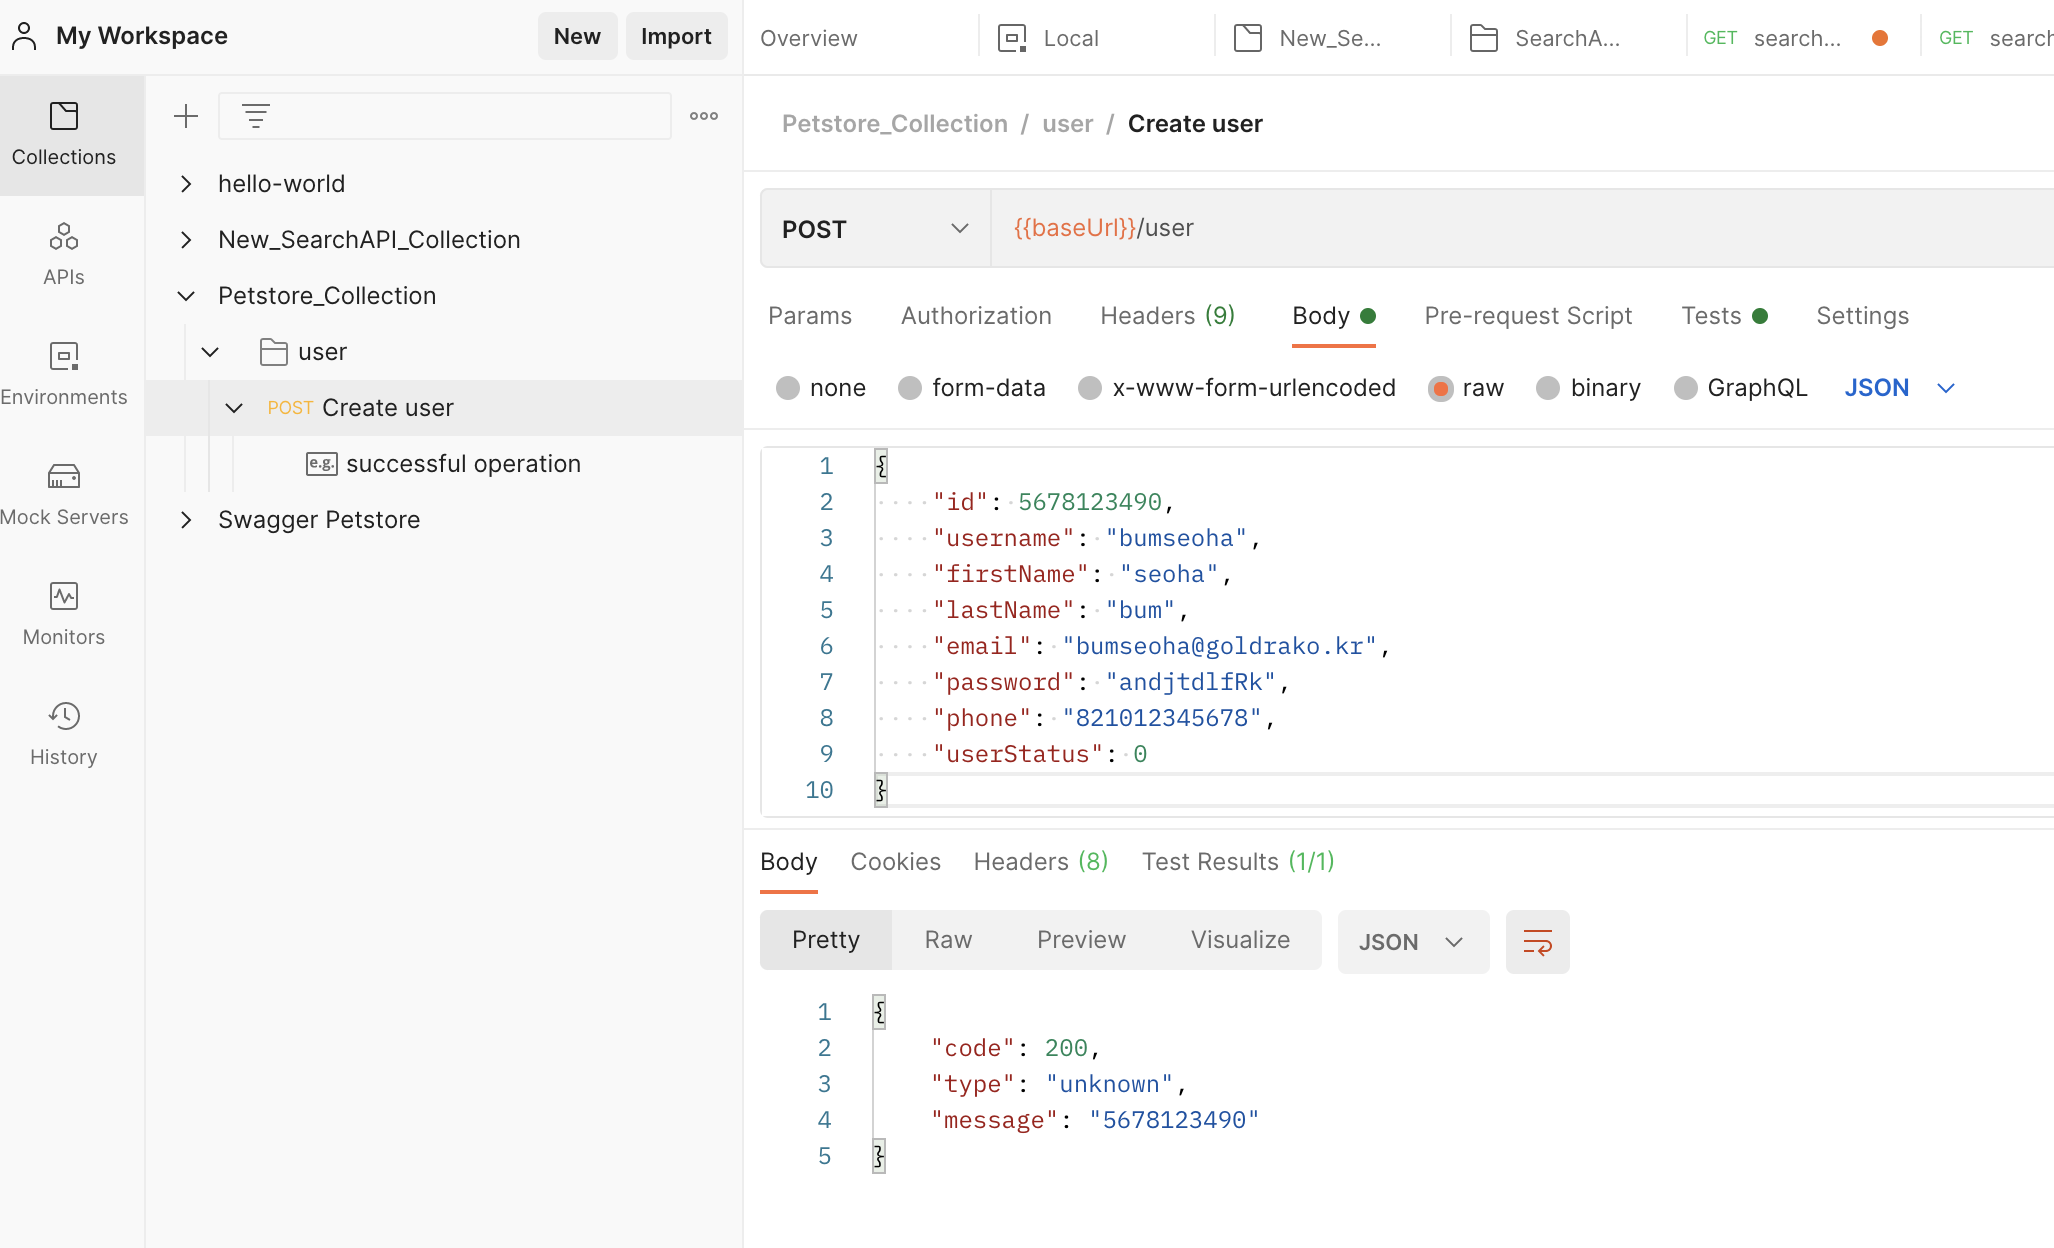 My Workspace
New
Import
Overview
Local
New_Se...
SearchA...
GET search...
GET search
Collections
APIs
Environments
Mock Servers
Monitors
History
hello-world
New_SearchAPI_Collection
Petstore_Collection
user
POST Create user
e.g. successful operation
Swagger Petstore
Petstore_Collection / user / Create user
POST
{{baseUrl}}/user
Params Authorization Headers (9) Body Pre-request Script Tests Settings
none form-data x-www-form-urlencoded raw binary GraphQL JSON
1 {
2 "id": 5678123490,
3 "username": "bumseoha",
4 "firstName": "seoha",
5 "lastName": "bum",
6 "email": "bumseoha@goldrako.kr",
7 "password": "andjtdlfRk",
8 "phone": "821012345678",
9 "userStatus": 0
10 }
Body Cookies Headers (8) Test Results (1/1)
Pretty Raw Preview Visualize JSON
1 {
2 "code": 200,
3 "type": "unknown",
4 "message": "5678123490"
5 }